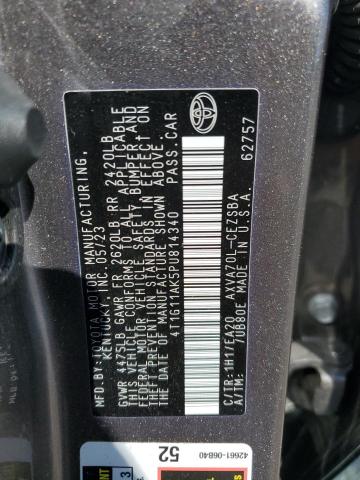 MFD.BY:TOYOTA MOTOR MANUFACTURING,
KENTUCKY, INC. 05/23
GVWR 4475LB GAWR FR 2620LB RR 2420LB
THIS VEHICLE CONFORMS TO ALL APPLICABLE
FEDERAL MOTOR VEHICLE SAFETY, BUMPER, AND
THEFT PREVENTION STANDARDS IN EFFECT ON
THE DATE OF MANUFACTURE SHOWN ABOVE.
4T1G11AK5PU814340 PASS.CAR
C/TR:1H17/EA20 AXVA70L-CEZSBA
A/TM: 70B80E MADE IN U.S.A.
62757
42661-06B40
52